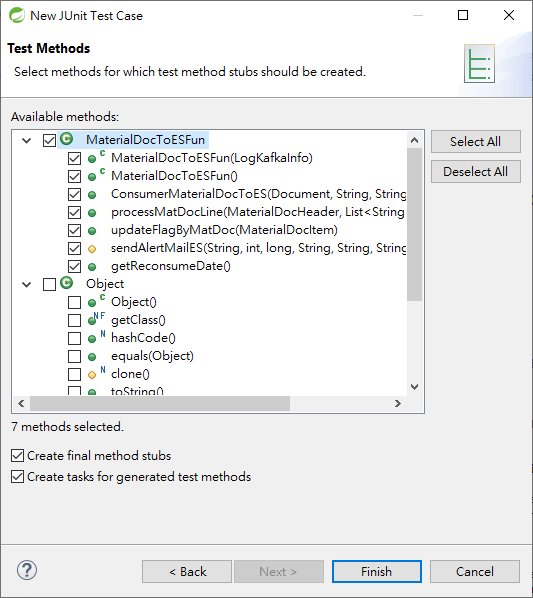 New JUnit Test Case
Test Methods
Select methods for which test method stubs should be created.
Available methods:
MaterialDocToESFun
C MaterialDocToESFun(LogKafkaInfo)
C MaterialDocToESFun()
ConsumerMaterialDocToES(Document, String, String
processMatDocLine(MaterialDocHeader, List<String
updateFlagByMatDoc(MaterialDocItem)
sendAlertMailES(String, int, long, String, String, String
getReconsumeDate()
Object
C Object()
N F getClass()
N hashCode()
equals(Object)
N clone()
toString()
Select All
Deselect All
7 methods selected.
Create final method stubs
Create tasks for generated test methods
? < Back Next > Finish Cancel